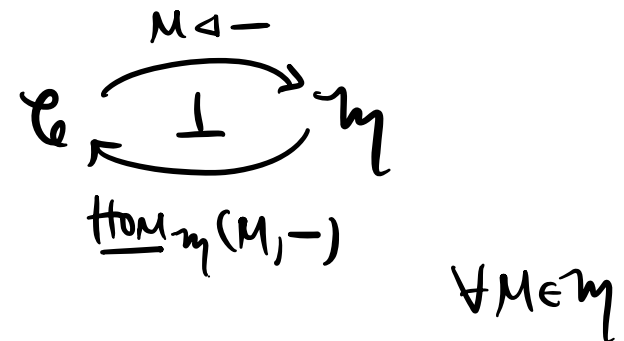 M ◁ −
𝒞 ⊥ 𝓜
Hom_𝓜(M, −)
∀ M ∈ 𝓜